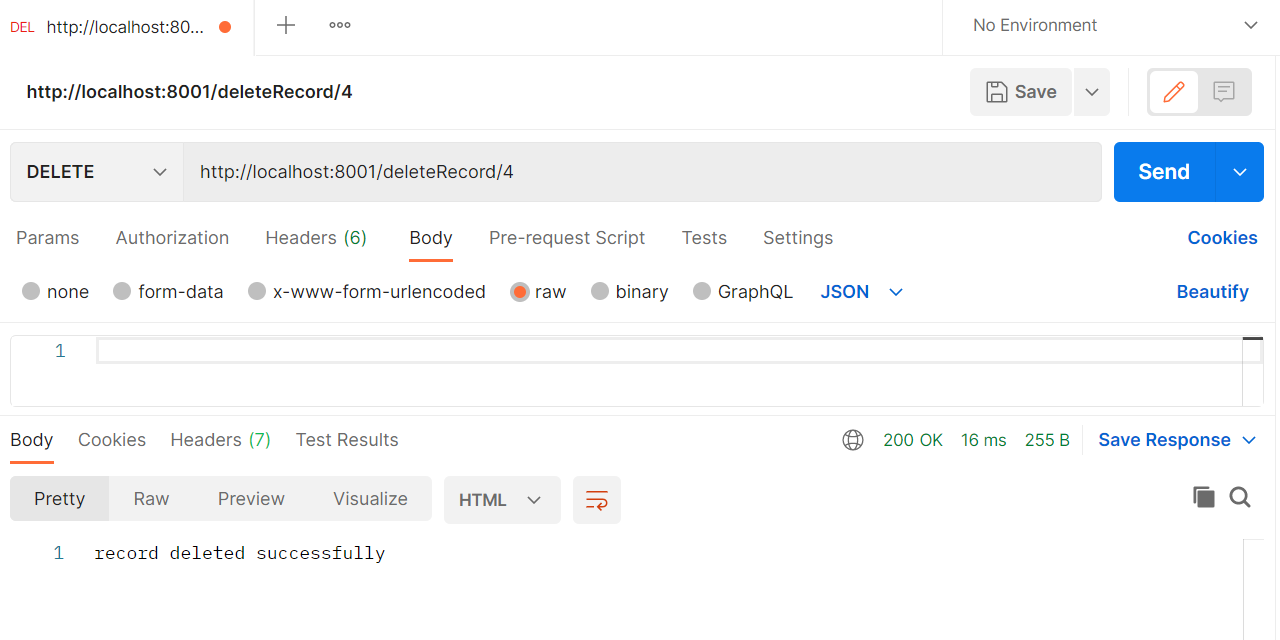 DEL http://localhost:80... No Environment
http://localhost:8001/deleteRecord/4 Save
DELETE http://localhost:8001/deleteRecord/4 Send
Params Authorization Headers (6) Body Pre-request Script Tests Settings Cookies
none form-data x-www-form-urlencoded raw binary GraphQL JSON Beautify
1
Body Cookies Headers (7) Test Results 200 OK 16 ms 255 B Save Response
Pretty Raw Preview Visualize HTML
1 record deleted successfully